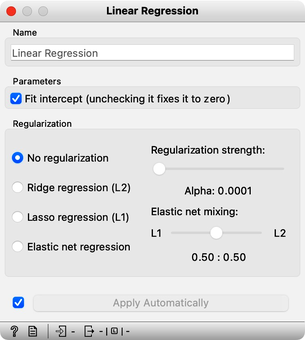 Linear Regression
Name
Linear Regression
Parameters
Fit intercept (unchecking it fixes it to zero)
Regularization
No regularization
Ridge regression (L2)
Lasso regression (L1)
Elastic net regression
Regularization strength:
Alpha: 0.0001
Elastic net mixing:
L1 L2
0.50 : 0.50
Apply Automatically
? - - | - | -